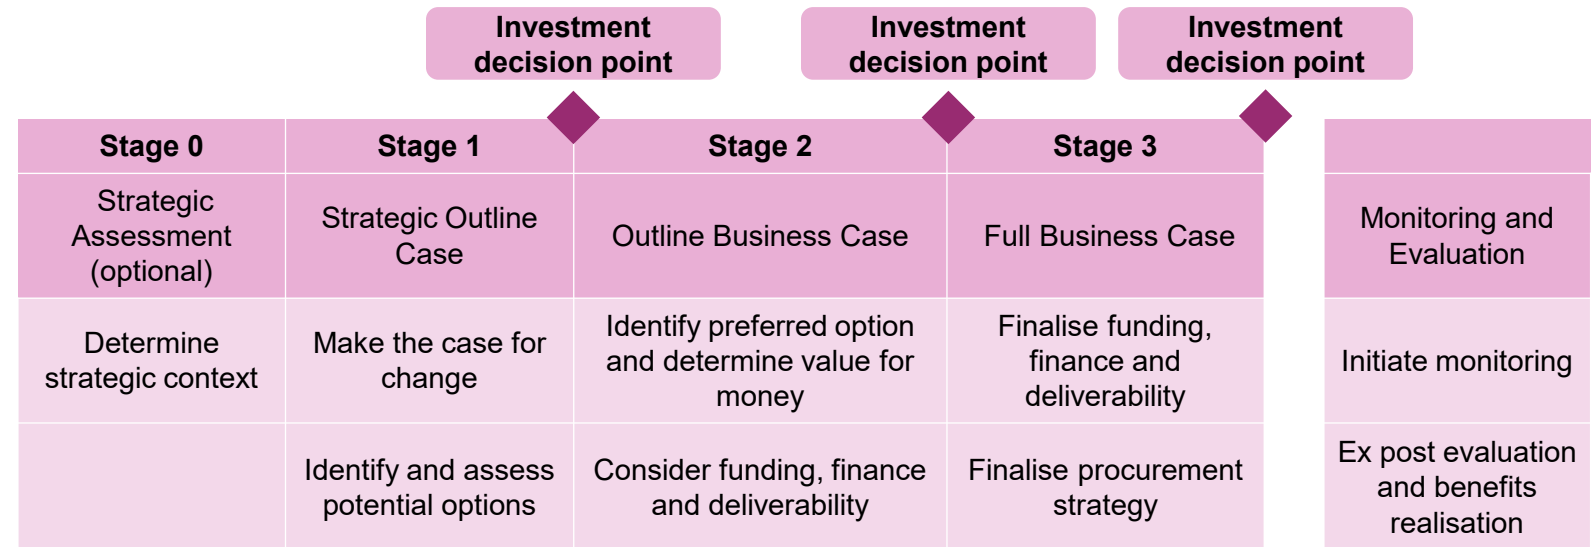 Investment
decision point
Investment
decision point
Investment
decision point
Stage 0
Stage 1
Stage 2
Stage 3
Strategic
Assessment
(optional)
Strategic Outline
Case
Outline Business Case
Full Business Case
Monitoring and
Evaluation
Determine
strategic context
Make the case for
change
Identify preferred option
and determine value for
money
Finalise funding,
finance and
deliverability
Initiate monitoring
Identify and assess
potential options
Consider funding, finance
and deliverability
Finalise procurement
strategy
Ex post evaluation
and benefits
realisation